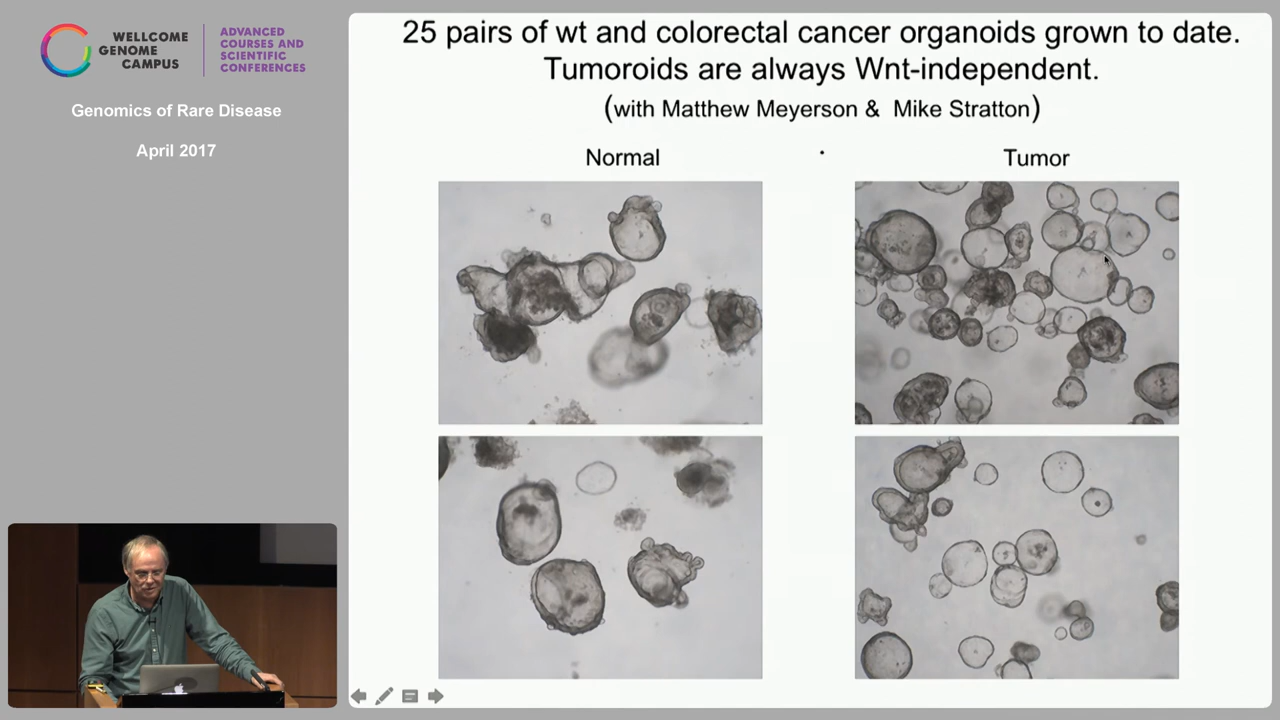 WELLCOME
GENOME
CAMPUS
ADVANCED
COURSES AND
SCIENTIFIC
CONFERENCES
Genomics of Rare Disease
April 2017
25 pairs of wt and colorectal cancer organoids grown to date.
Tumoroids are always Wnt-independent.
(with Matthew Meyerson & Mike Stratton)
Normal
Tumor